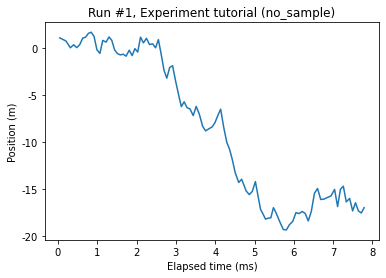 Run #1, Experiment tutorial (no_sample)
Position (m)
0
-5
-10
-15
-20
0 1 2 3 4 5 6 7 8
Elapsed time (ms)